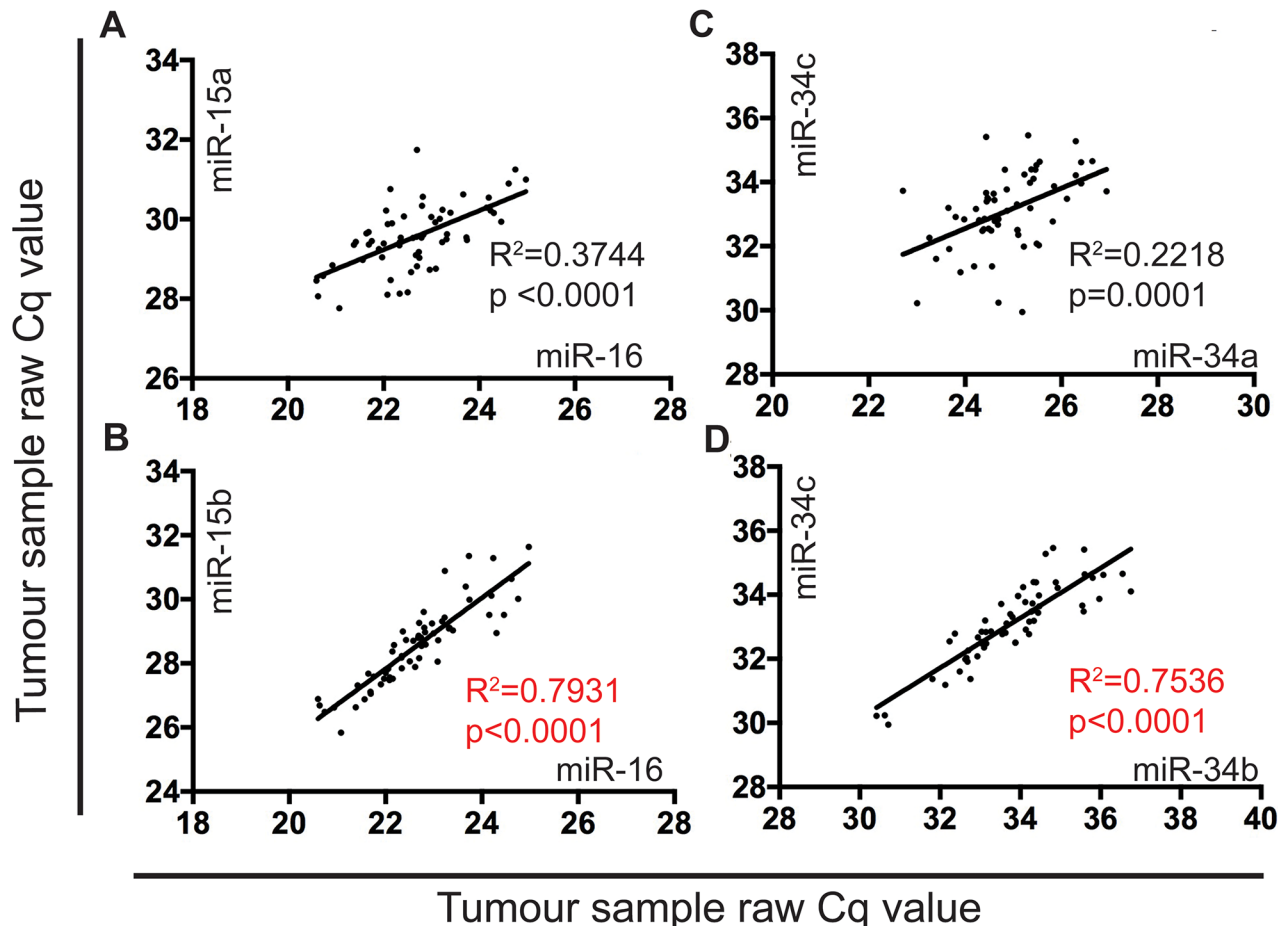 Tumour sample raw Cq value
A
34
32
30
28
26
miR-15a
R²=0.3744
p <0.0001
miR-16
18 20 22 24 26 28
B
34
32
30
28
26
24
miR-15b
R²=0.7931
p<0.0001
miR-16
18 20 22 24 26 28
C
38
36
34
32
30
28
miR-34c
R²=0.2218
p=0.0001
miR-34a
20 22 24 26 28 30
D
38
36
34
32
30
28
miR-34c
R²=0.7536
p<0.0001
miR-34b
28 30 32 34 36 38 40
Tumour sample raw Cq value